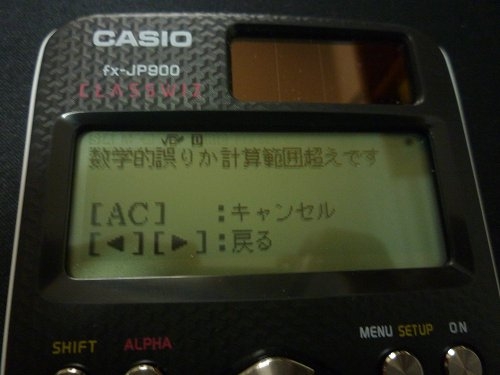 CASIO
fx-JP900
CLASSWIZ
√▱ D
数学的誤りか計算範囲超えです
[AC] :キャンセル
[◀][▶]:戻る
SHIFT ALPHA MENU SETUP ON